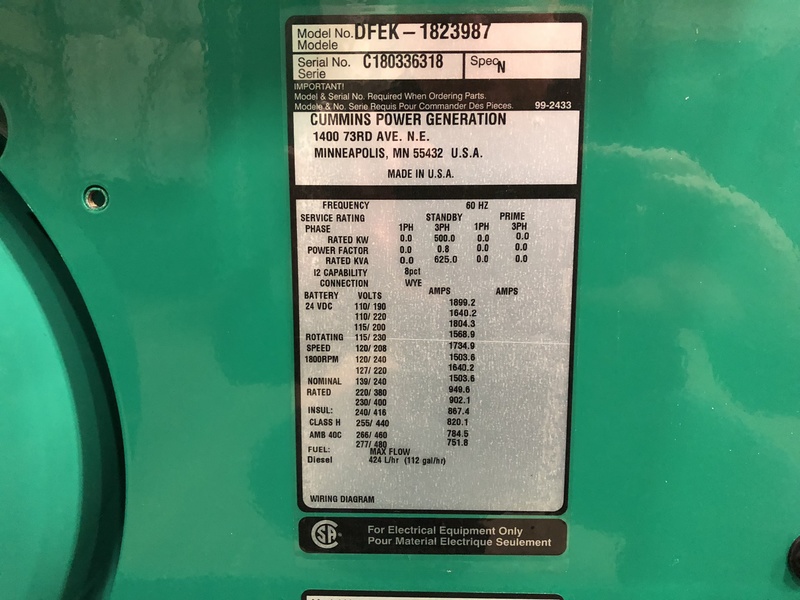 Model No. DFEK-1823987
Modele
Serial No. C180336318 Spec N
Serie
IMPORTANT!
Model & Serial No. Required When Ordering Parts.
Modele & No. Serie Requis Pour Commander Des Pieces. 99-2433
CUMMINS POWER GENERATION
1400 73RD AVE. N.E.
MINNEAPOLIS, MN 55432 U.S.A.
MADE IN U.S.A.
FREQUENCY 60 HZ
SERVICE RATING STANDBY PRIME
PHASE 1PH 3PH 1PH 3PH
RATED KW 0.0 500.0 0.0 0.0
POWER FACTOR 0.0 0.8 0.0 0.0
RATED KVA 0.0 625.0 0.0 0.0
I2 CAPABILITY 8pct
CONNECTION WYE
BATTERY VOLTS AMPS AMPS
24 VDC 110/ 190 1899.2
110/ 220 1640.2
115/ 200 1804.3
ROTATING 115/ 230 1568.9
SPEED 120/ 208 1734.9
1800RPM 120/ 240 1503.6
127/ 220 1640.2
NOMINAL 139/ 240 1503.6
RATED 220/ 380 949.6
230/ 400 902.1
INSUL: 240/ 416 867.4
CLASS H 255/ 440 820.1
AMB 40C 266/ 460 784.5
277/ 480 751.8
FUEL: MAX FLOW
Diesel 424 L/hr (112 gal/hr)
WIRING DIAGRAM
CSA For Electrical Equipment Only
Pour Material Electrique Seulement